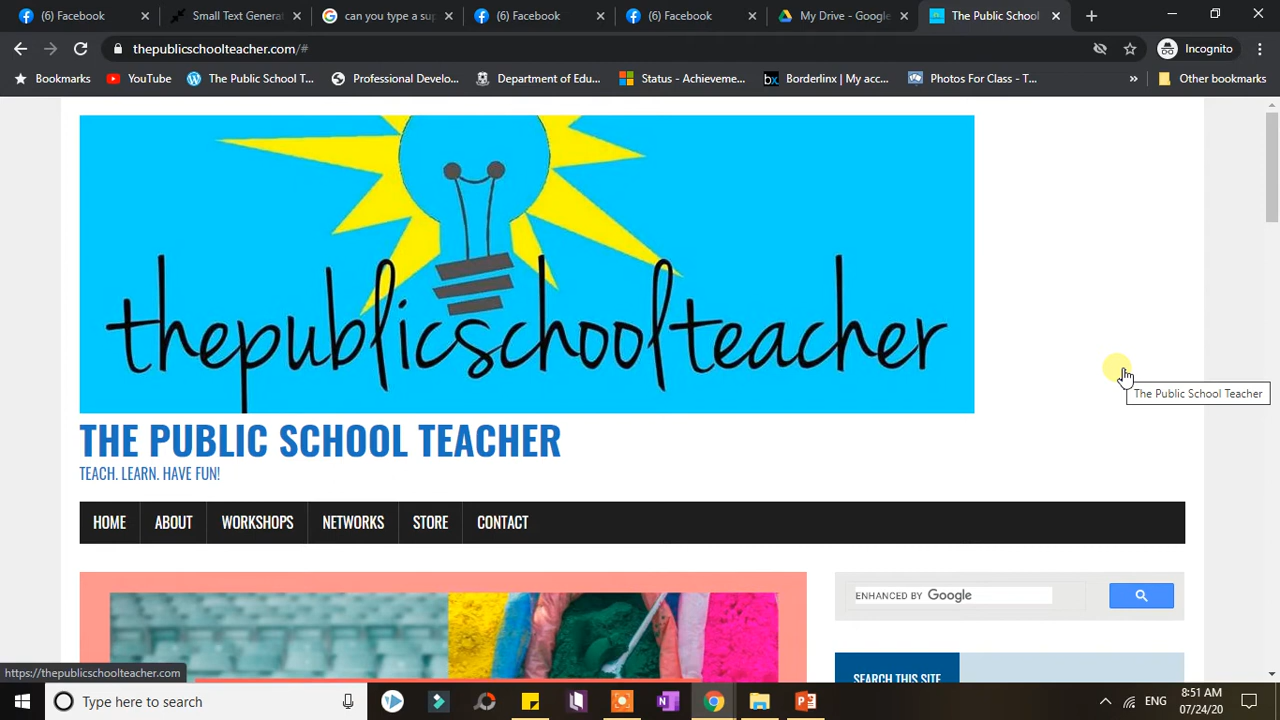 (6) Facebook
Small Text Genera
can you type a sup
(6) Facebook
(6) Facebook
My Drive - Google
The Public School
thepublicschoolteacher.com/#
Incognito
Bookmarks
YouTube
The Public School T...
Professional Develo...
Department of Edu...
Status - Achieveme...
bx
Borderlinx | My acc...
Photos For Class - T...
»
Other bookmarks
thepublicschoolteacher
The Public School Teacher
THE PUBLIC SCHOOL TEACHER
TEACH. LEARN. HAVE FUN!
HOME
ABOUT
WORKSHOPS
NETWORKS
STORE
CONTACT
ENHANCED BY Google
https://thepublicschoolteacher.com
SEARCH THIS SITE
Type here to search
ENG
8:51 AM
07/24/20